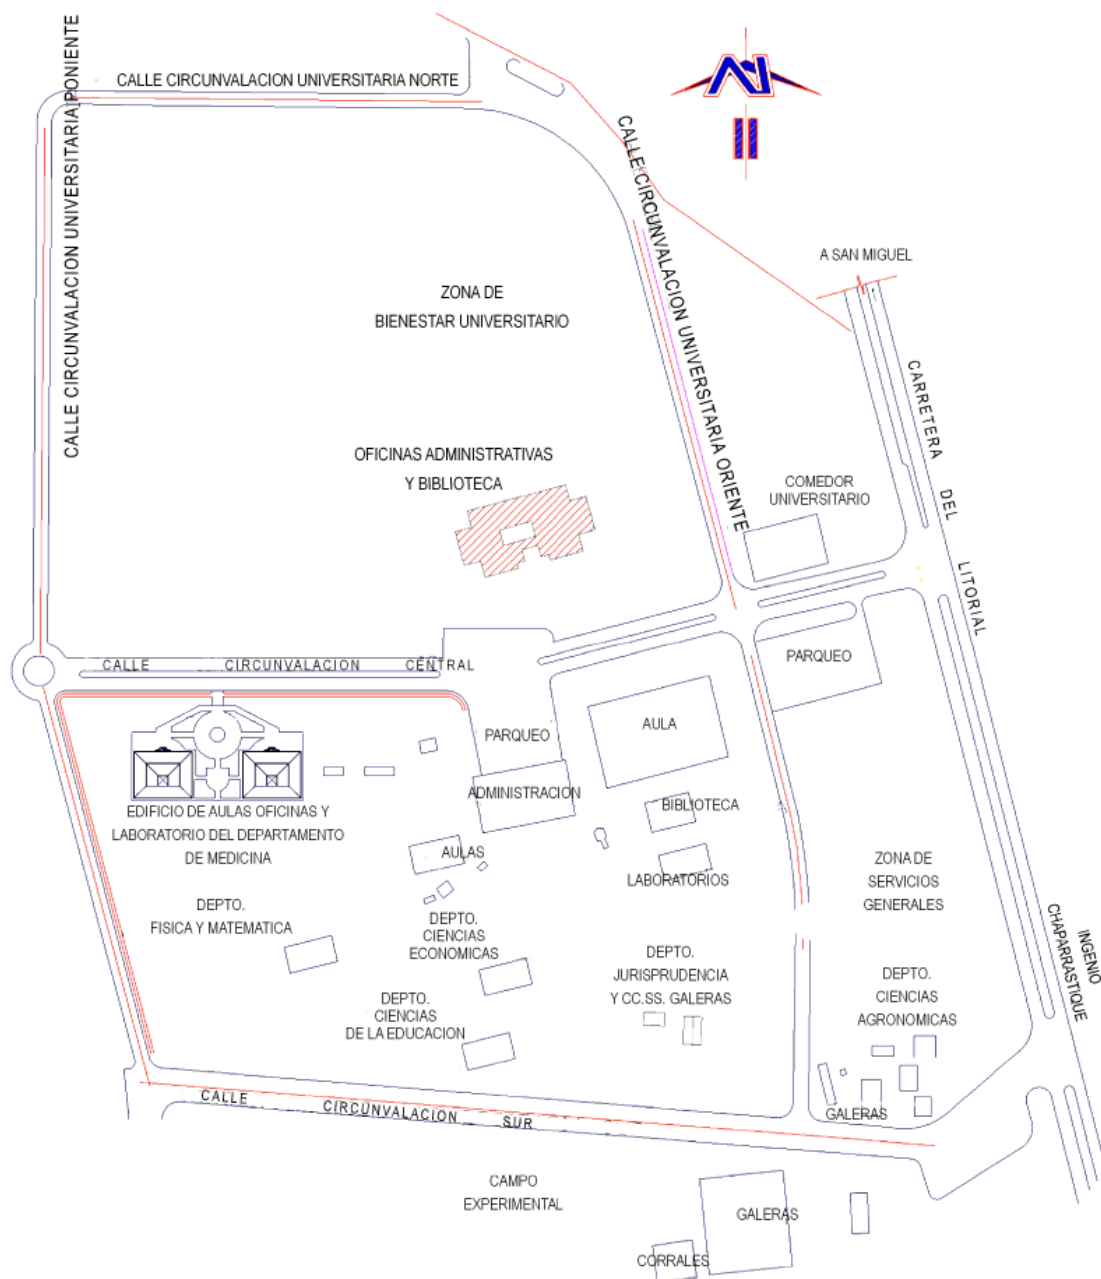 CALLE CIRCUNVALACION UNIVERSITARIA PONIENTE
CALLE CIRCUNVALACION UNIVERSITARIA NORTE
CALLE CIRCUNVALACION UNIVERSITARIA ORIENTE
A SAN MIGUEL
ZONA DE
BIENESTAR UNIVERSITARIO
CARRETERA DEL LITORIAL
OFICINAS ADMINISTRATIVAS
Y BIBLIOTECA
COMEDOR
UNIVERSITARIO
CALLE CIRCUNVALACION CENTRAL
PARQUEO
AULA
PARQUEO
ADMINISTRACION
BIBLIOTECA
EDIFICIO DE AULAS OFICINAS Y
LABORATORIO DEL DEPARTAMENTO
DE MEDICINA
AULAS
LABORATORIOS
ZONA DE
SERVICIOS
GENERALES
DEPTO.
FISICA Y MATEMATICA
DEPTO.
CIENCIAS
ECONOMICAS
INGENIO
CHAPARRASTIQUE
DEPTO.
JURISPRUDENCIA
Y CC.SS. GALERAS
DEPTO.
CIENCIAS
AGRONOMICAS
DEPTO.
CIENCIAS
DE LA EDUCACION
CALLE CIRCUNVALACION SUR
GALERAS
CAMPO
EXPERIMENTAL
GALERAS
CORRALES